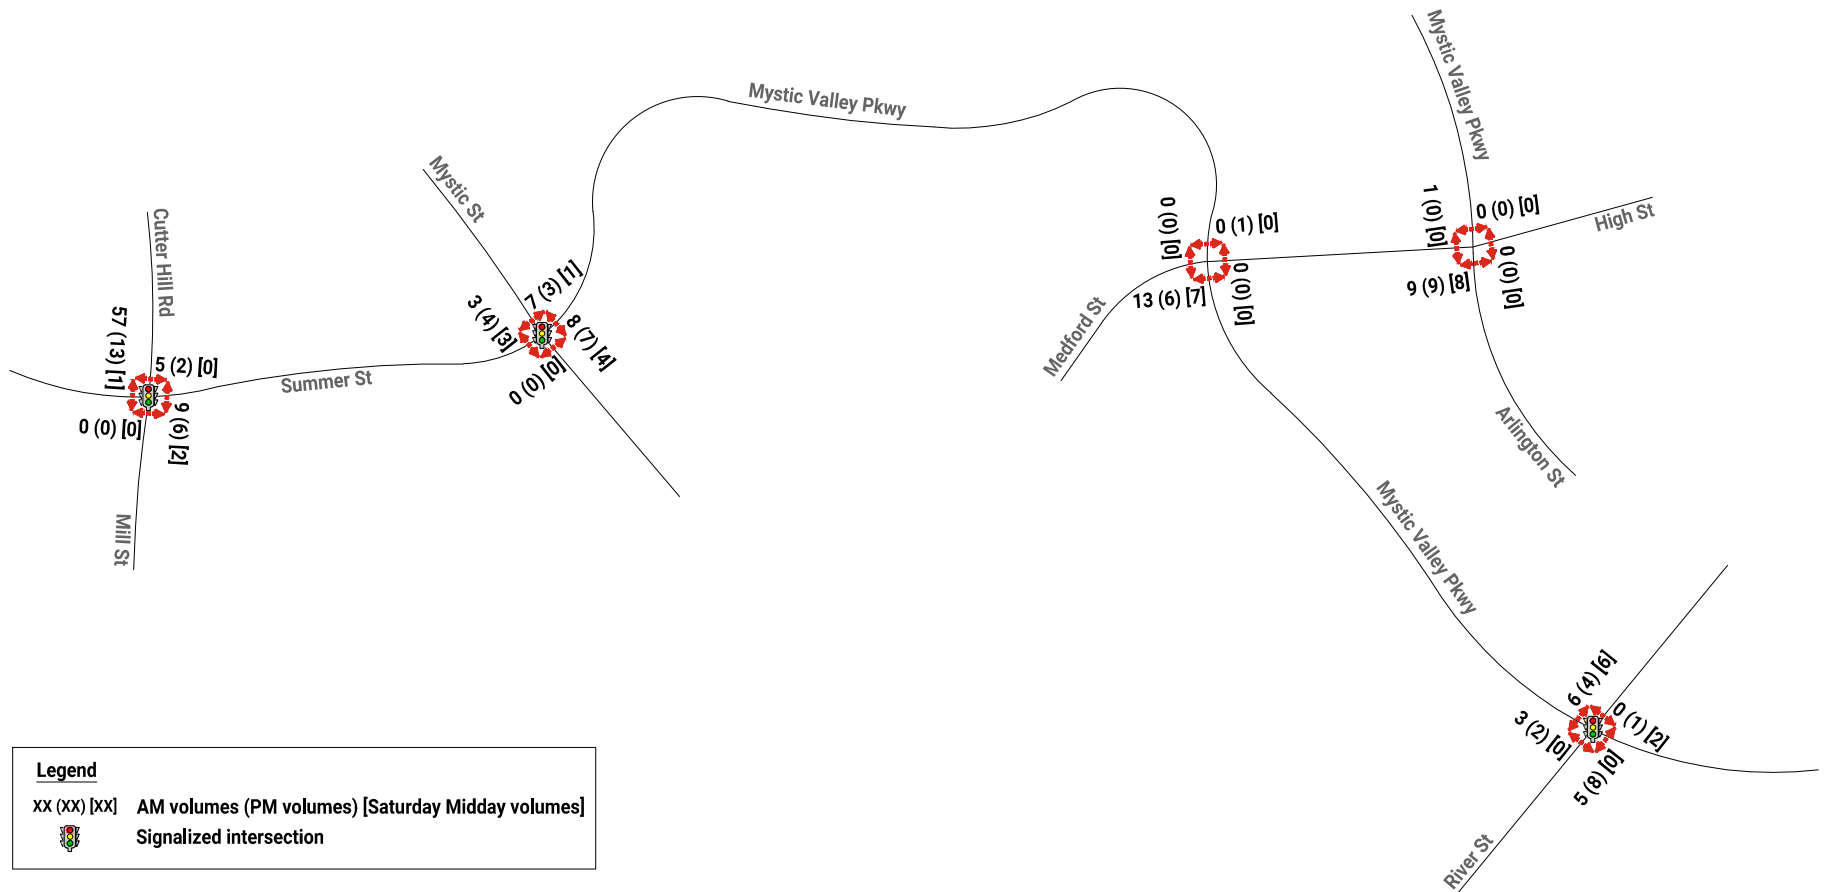 Mystic Valley Pkwy
Mystic Valley Pkwy
Mystic St
Cutter Hill Rd
57 (13) [1]
5 (2) [0]
0 (0) [0]
9 (6) [2]
Mill St
Summer St
7 (3) [1]
3 (4) [3]
8 (7) [4]
0 (0) [0]
0 (0) [0]
0 (1) [0]
13 (6) [7]
0 (0) [0]
Medford St
1 (0) [0]
0 (0) [0]
9 (9) [8]
0 (0) [0]
High St
Arlington St
Mystic Valley Pkwy
6 (4) [6]
3 (2) [0]
0 (1) [2]
5 (8) [0]
River St
Legend
XX (XX) [XX] AM volumes (PM volumes) [Saturday Midday volumes]
Signalized intersection